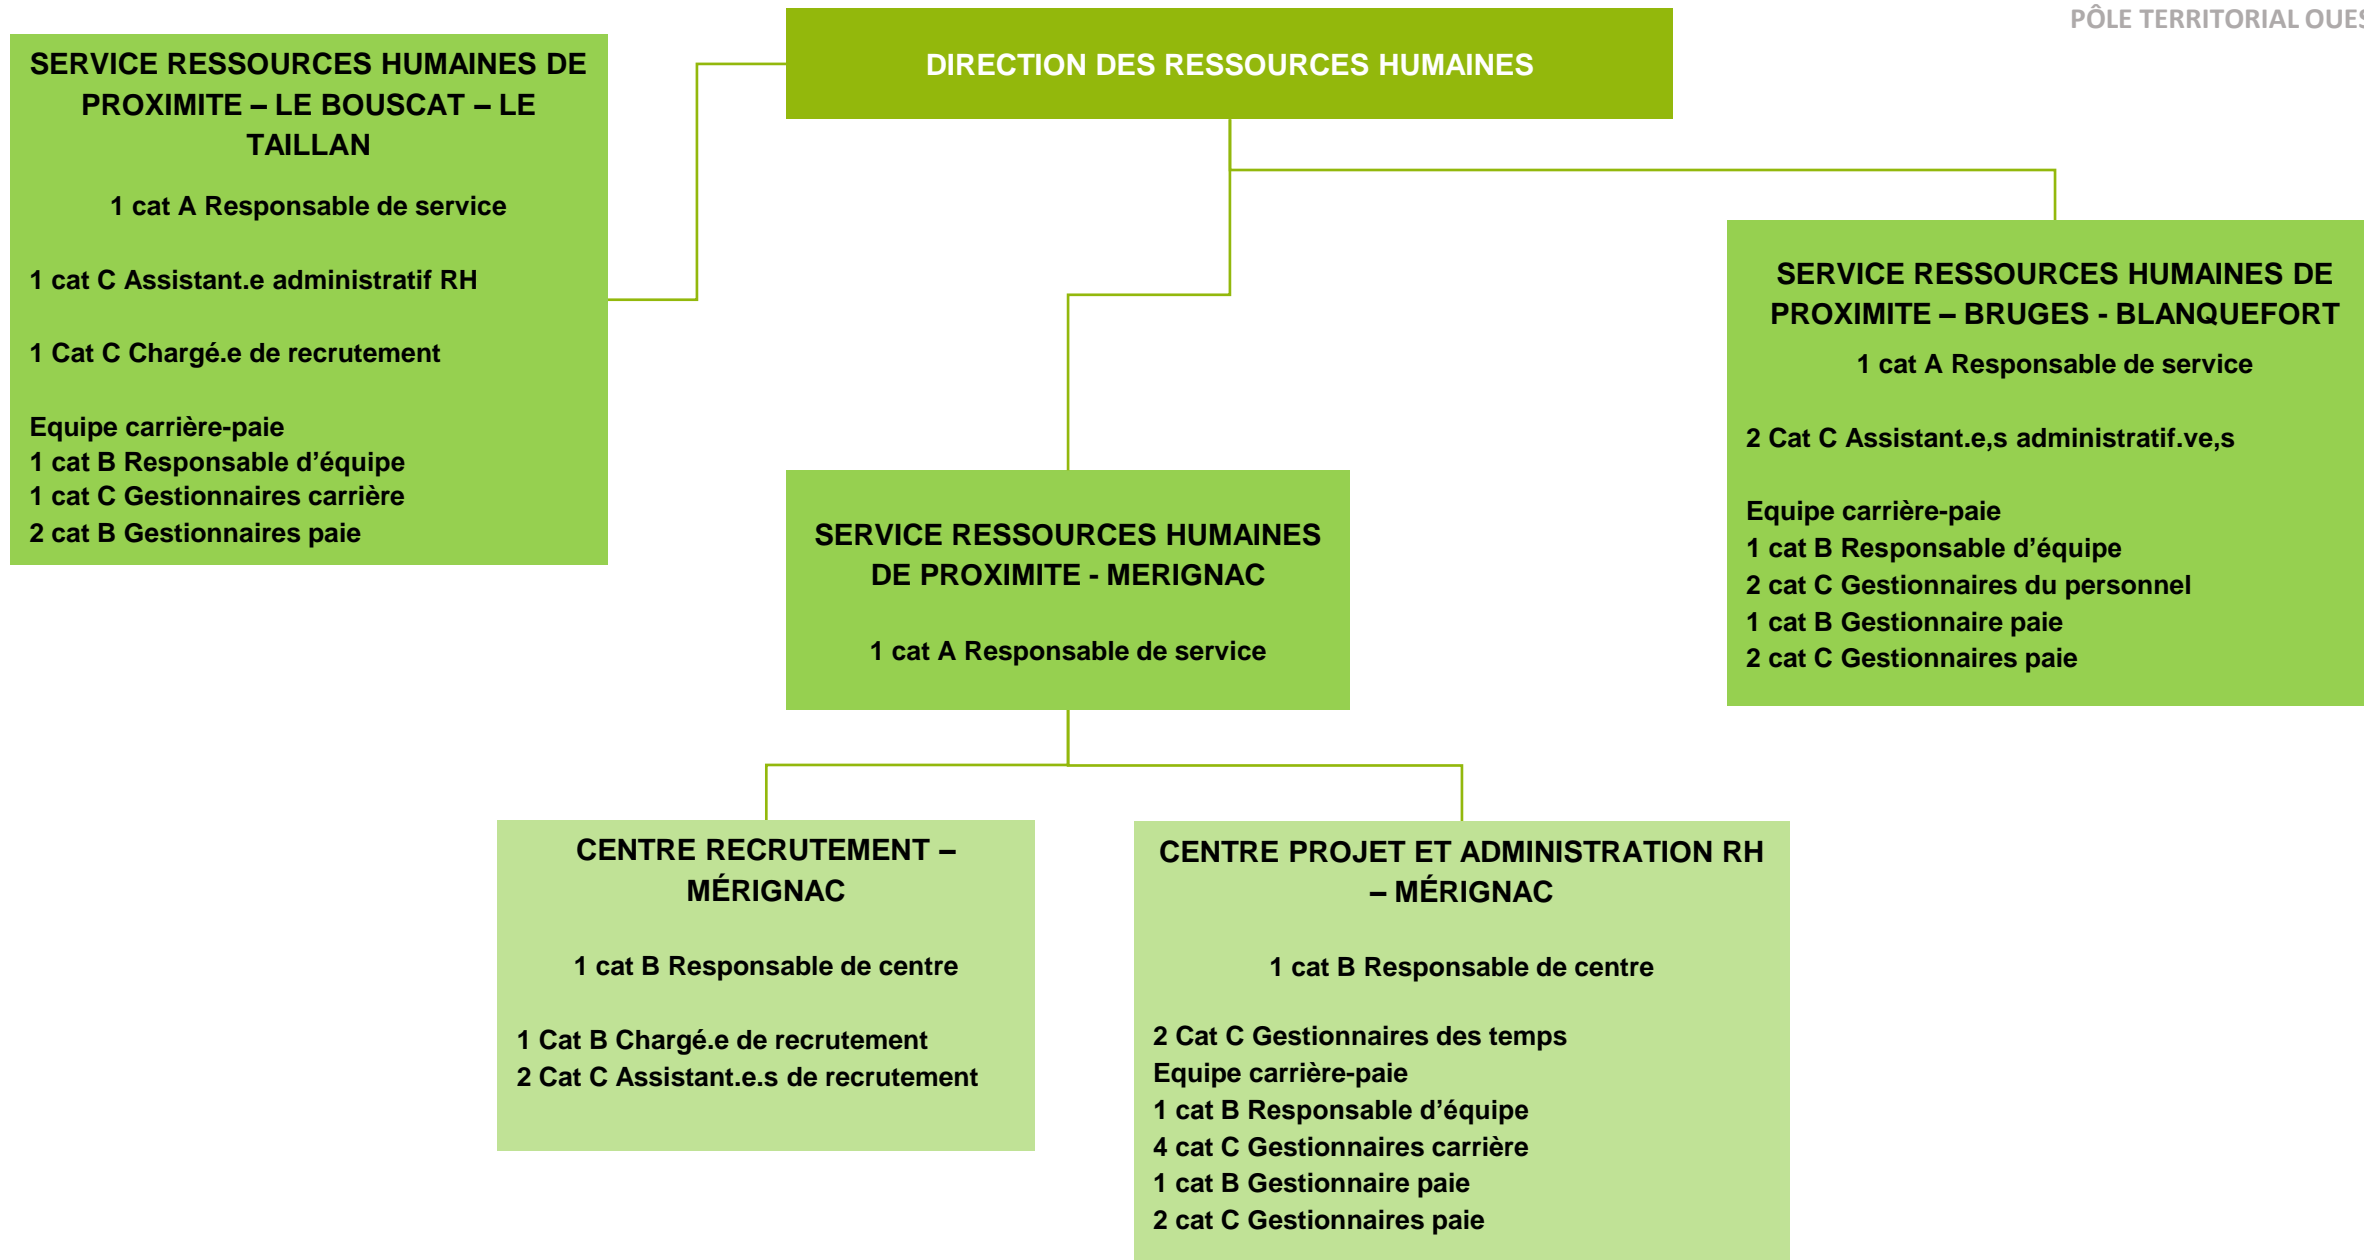 PÔLE TERRITORIAL OUES
DIRECTION DES RESSOURCES HUMAINES
SERVICE RESSOURCES HUMAINES DE
PROXIMITE – LE BOUSCAT – LE
TAILLAN
1 cat A Responsable de service
1 cat C Assistant.e administratif RH
1 Cat C Chargé.e de recrutement
Equipe carrière-paie
1 cat B Responsable d’équipe
1 cat C Gestionnaires carrière
2 cat B Gestionnaires paie
SERVICE RESSOURCES HUMAINES
DE PROXIMITE - MERIGNAC
1 cat A Responsable de service
SERVICE RESSOURCES HUMAINES DE
PROXIMITE – BRUGES - BLANQUEFORT
1 cat A Responsable de service
2 Cat C Assistant.e,s administratif.ve,s
Equipe carrière-paie
1 cat B Responsable d’équipe
2 cat C Gestionnaires du personnel
1 cat B Gestionnaire paie
2 cat C Gestionnaires paie
CENTRE RECRUTEMENT –
MÉRIGNAC
1 cat B Responsable de centre
1 Cat B Chargé.e de recrutement
2 Cat C Assistant.e.s de recrutement
CENTRE PROJET ET ADMINISTRATION RH
– MÉRIGNAC
1 cat B Responsable de centre
2 Cat C Gestionnaires des temps
Equipe carrière-paie
1 cat B Responsable d’équipe
4 cat C Gestionnaires carrière
1 cat B Gestionnaire paie
2 cat C Gestionnaires paie